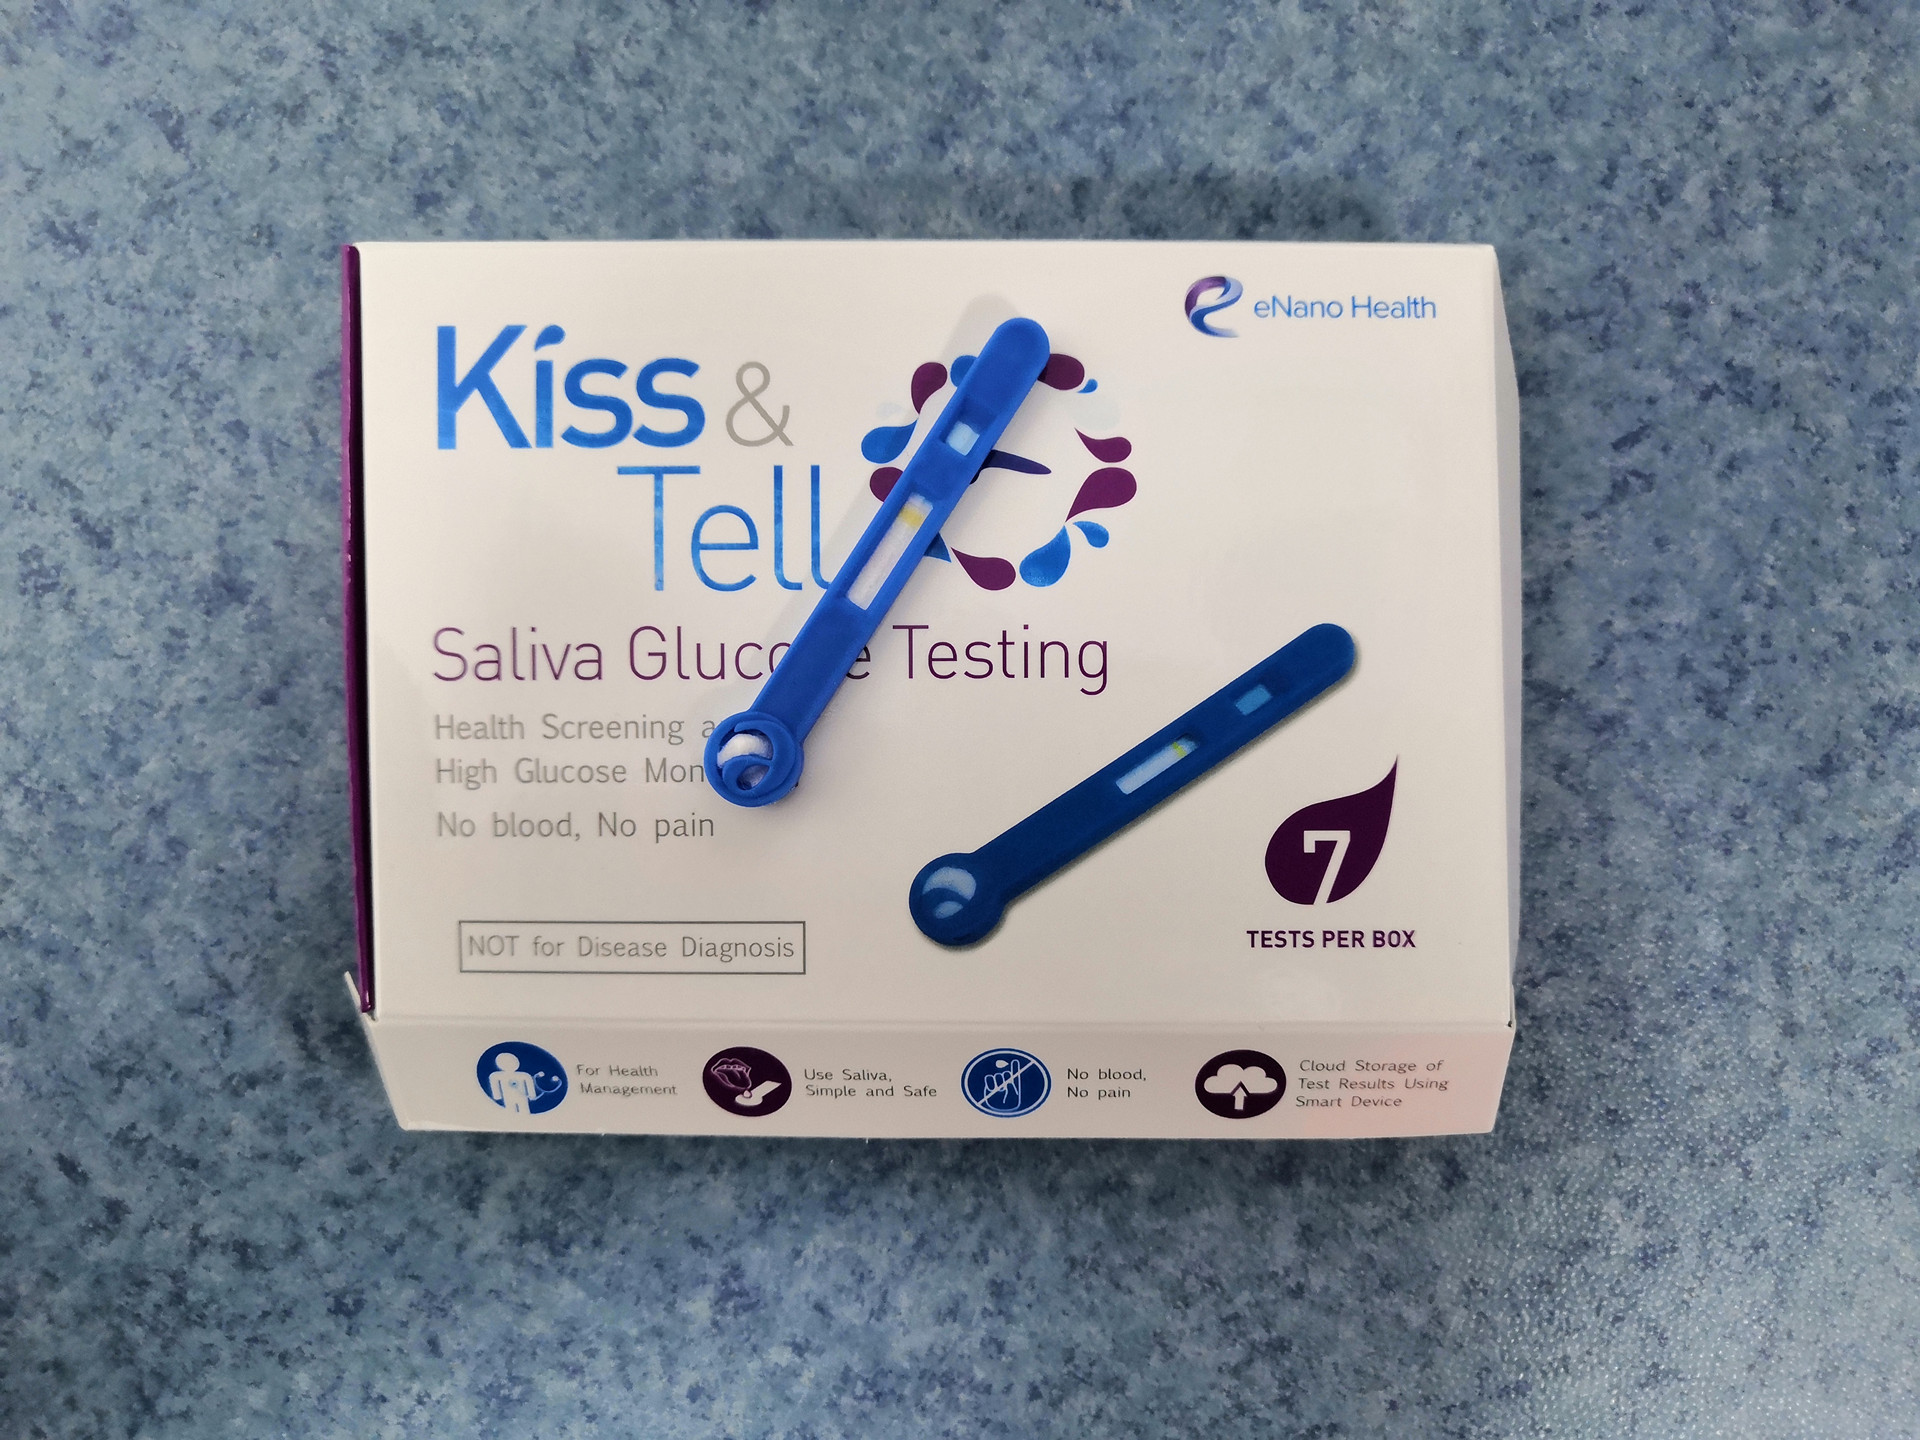 eNano Health
Kiss &
Tell
Saliva Glucose Testing
Health Screening
High Glucose
No blood, No pain
NOT for Disease Diagnosis
7
TESTS PER BOX
For Health
Management
Use Saliva,
Simple and Safe
No blood,
No pain
Cloud Storage of
Test Results Using
Smart Device